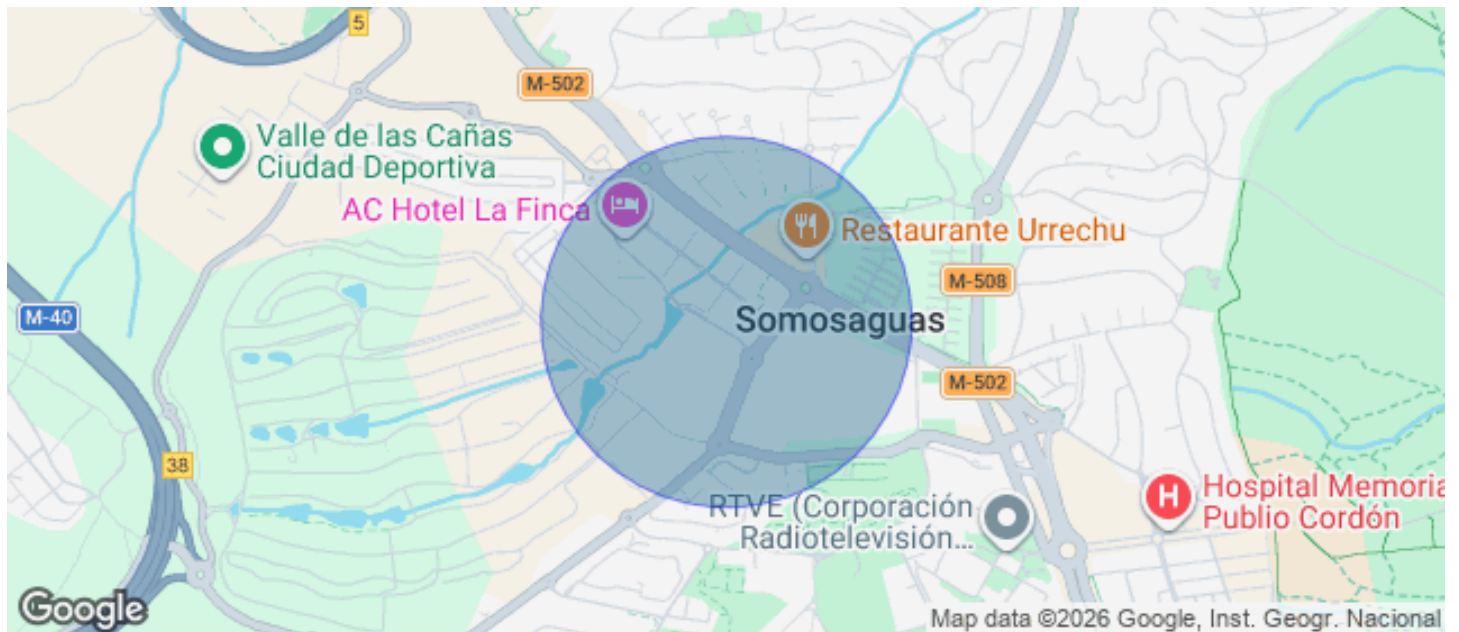 5
M-502
Valle de las Cañas
Ciudad Deportiva
AC Hotel La Finca
Restaurante Urrechu
M-508
M-40
Somosaguas
M-502
38
RTVE (Corporación
Radiotelevisión...
H
Hospital Memoria
Publio Cordón
Google
Map data ©2026 Google, Inst. Geogr. Nacional